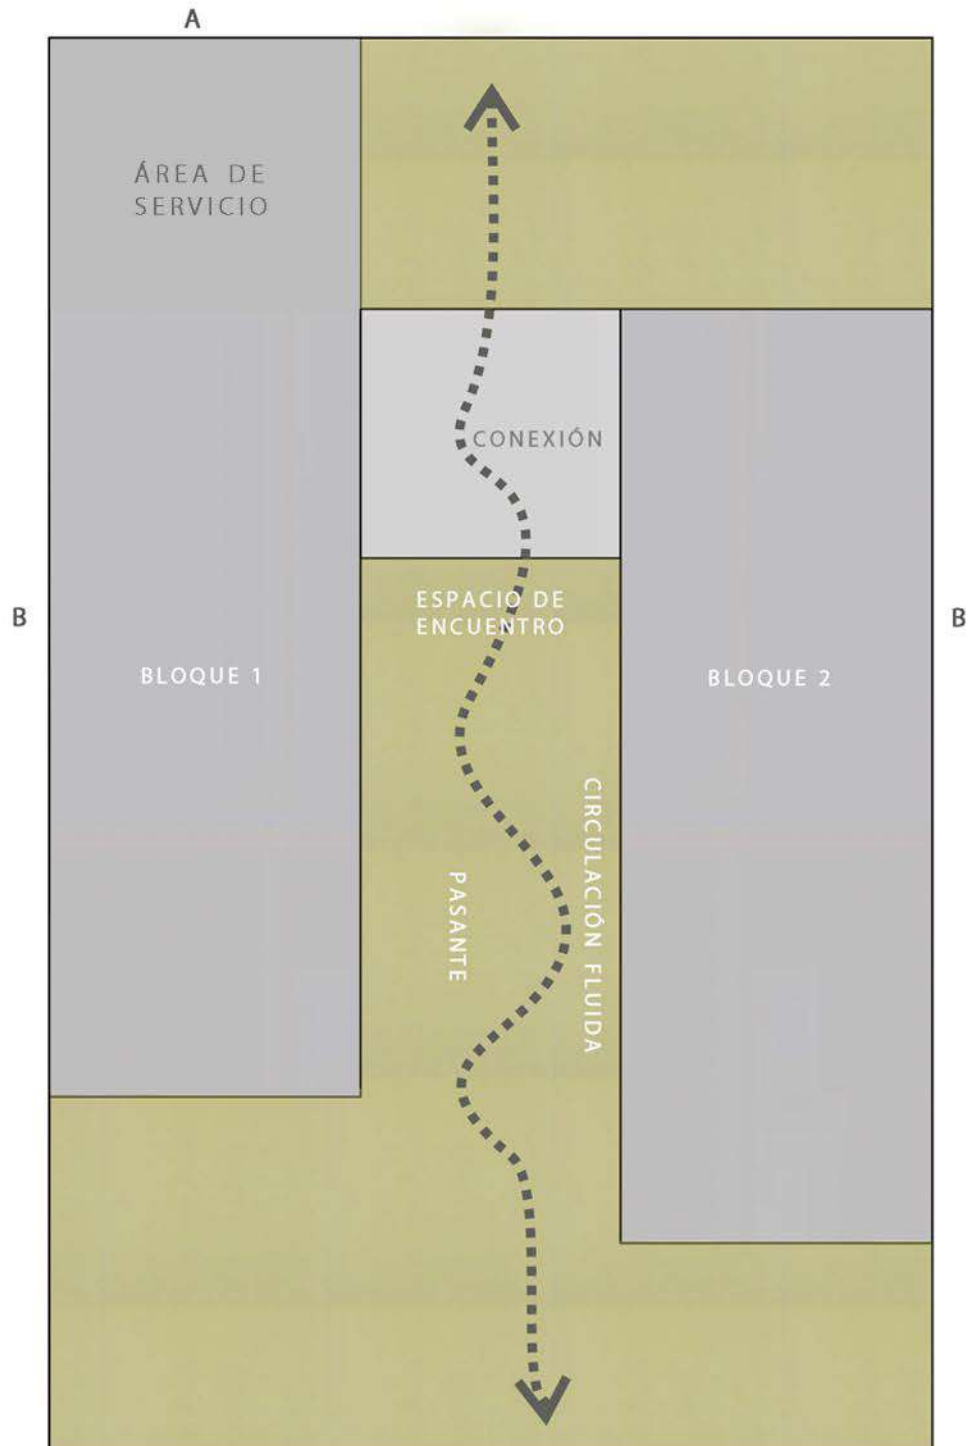 A
ÁREA DE
SERVICIO
CONEXIÓN
ESPACIO DE
ENCUENTRO
B
B
BLOQUE 1
BLOQUE 2
CIRCULACIÓN FLUIDA
PASANTE